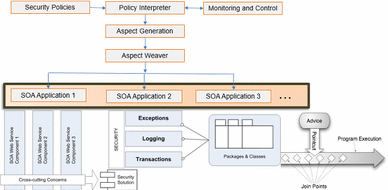 Security Policies
Policy Interpreter
Monitoring and Control
Aspect Generation
Aspect Weaver
SOA Application 1
SOA Application 2
SOA Application 3
...
SOA Web Service
Component 1
SOA Web Service
Component 2
SOA Web Service
Component 3
SECURITY
Exceptions
Logging
Transactions
Packages & Classes
Advice
Pointcut
Program Execution
Cross-cutting Concerns
Security
Solution
Join Points